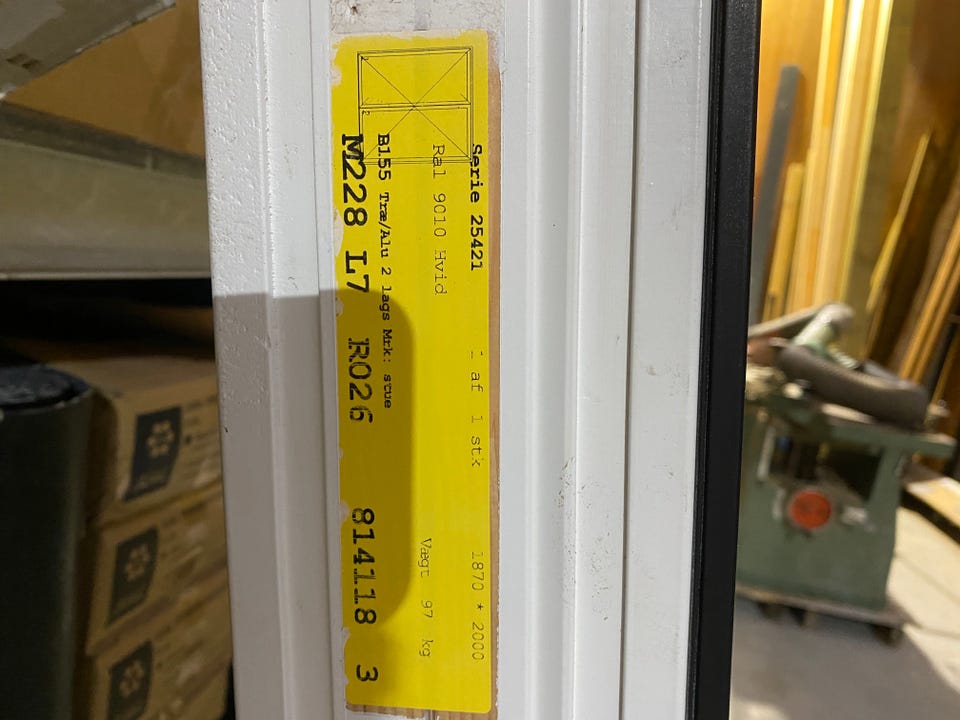 Serie 25421 1 af 1 stk 1870 * 2000
Ral 9010 Hvid Vægt 97 kg
B155 Træ/Alu 2 lags Mrk: stue
M228 L7 R026 814118 3